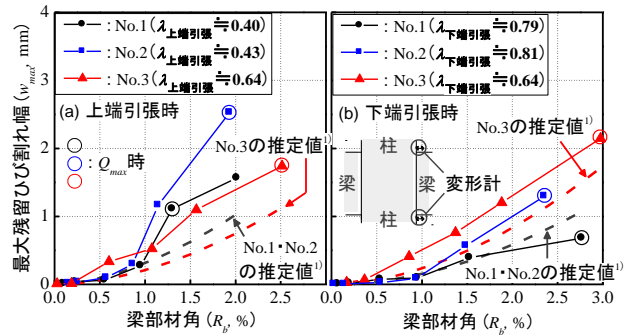 : No.1(λ上端引張≒0.40)
: No.2(λ上端引張≒0.43)
: No.3(λ上端引張≒0.64)
(a) 上端引張時
: Qmax時
No.3の推定値1)
No.1・No.2
の推定値1)
最大残留ひび割れ幅(wmax, mm)
3
2
1
0
0.0 0.5 1.0 1.5 2.0 2.5
梁部材角(Rb, %)
: No.1(λ下端引張≒0.79)
: No.2(λ下端引張≒0.81)
: No.3(λ下端引張≒0.64)
(b) 下端引張時
No.3の推定値1)
柱
梁
梁
変形計
柱
No.1・No.2の推定値1)
0.0 0.5 1.0 1.5 2.0 2.5 3.0
梁部材角(Rb, %)